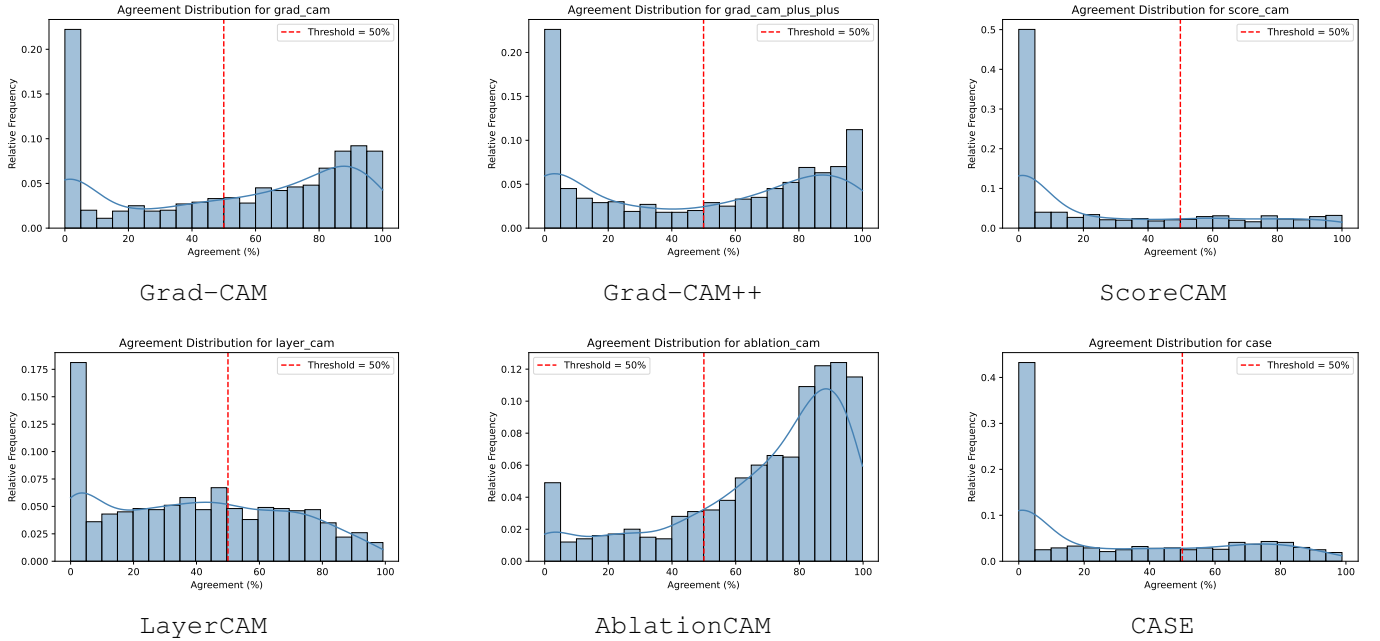 Agreement Distribution for grad_cam
Threshold = 50%
Relative Frequency
0.20
0.15
0.10
0.05
0.00
0 20 40 60 80 100
Agreement (%)
Grad-CAM
Agreement Distribution for grad_cam_plus_plus
Threshold = 50%
Relative Frequency
0.20
0.15
0.10
0.05
0.00
0 20 40 60 80 100
Agreement (%)
Grad-CAM++
Agreement Distribution for score_cam
Threshold = 50%
Relative Frequency
0.5
0.4
0.3
0.2
0.1
0.0
0 20 40 60 80 100
Agreement (%)
ScoreCAM
Agreement Distribution for layer_cam
Threshold = 50%
Relative Frequency
0.175
0.150
0.125
0.100
0.075
0.050
0.025
0.000
0 20 40 60 80 100
Agreement (%)
LayerCAM
Agreement Distribution for ablation_cam
Threshold = 50%
Relative Frequency
0.12
0.10
0.08
0.06
0.04
0.02
0.00
0 20 40 60 80 100
Agreement (%)
AblationCAM
Agreement Distribution for case
Threshold = 50%
Relative Frequency
0.4
0.3
0.2
0.1
0.0
0 20 40 60 80 100
Agreement (%)
CASE